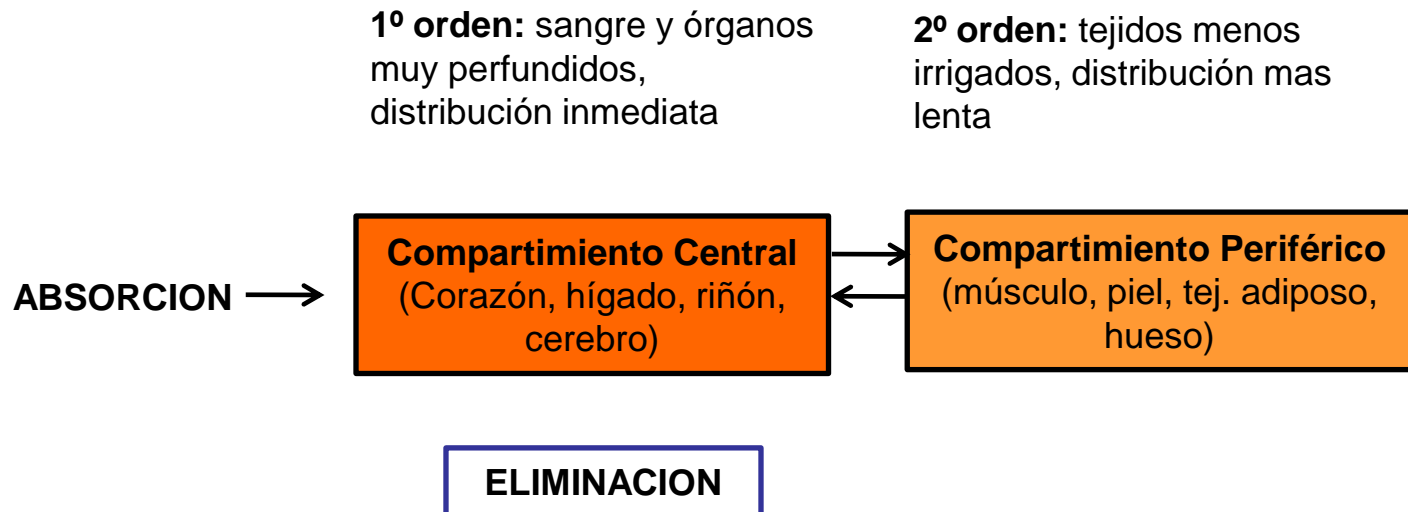 1º orden: sangre y órganos
muy perfundidos,
distribución inmediata
2º orden: tejidos menos
irrigados, distribución mas
lenta
ABSORCION
Compartimiento Central
(Corazón, hígado, riñón,
cerebro)
Compartimiento Periférico
(músculo, piel, tej. adiposo,
hueso)
ELIMINACION